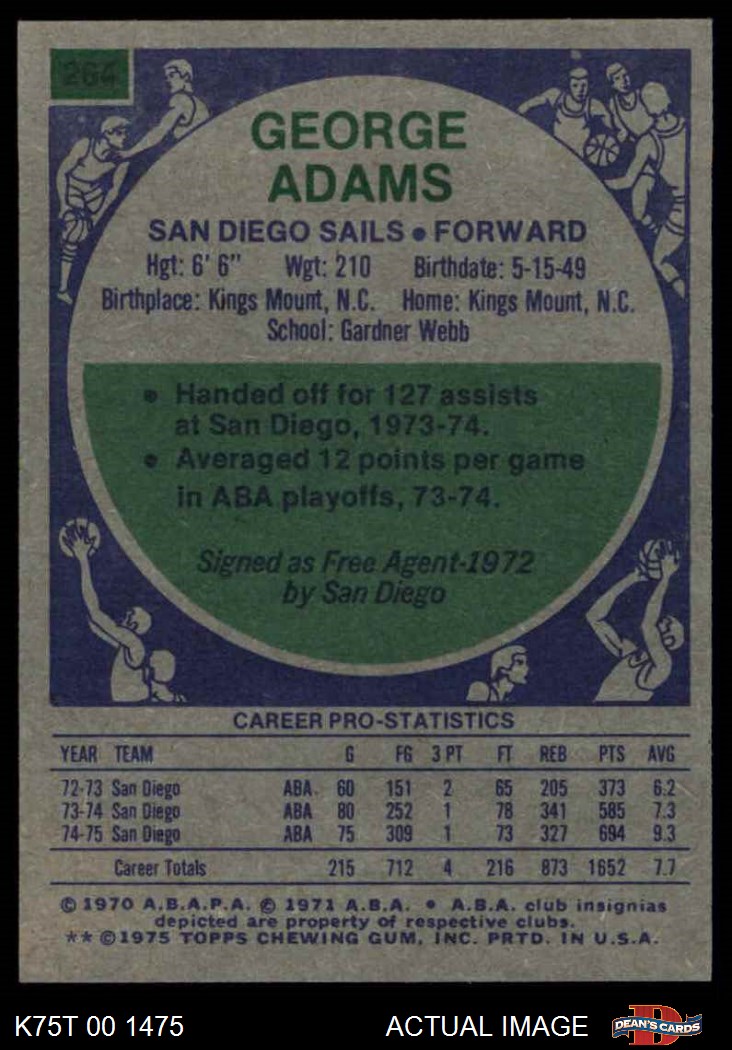 264
GEORGE
ADAMS
SAN DIEGO SAILS • FORWARD
Hgt: 6' 6" Wgt: 210 Birthdate: 5-15-49
Birthplace: Kings Mount, N.C. Home: Kings Mount, N.C.
School: Gardner Webb
• Handed off for 127 assists
at San Diego, 1973-74.
• Averaged 12 points per game
in ABA playoffs, 73-74.
Signed as Free Agent-1972
by San Diego
CAREER PRO-STATISTICS
YEAR TEAM G FG 3 PT FT REB PTS AVG
72-73 San Diego ABA 60 151 2 65 205 373 6.2
73-74 San Diego ABA 80 252 1 78 341 585 7.3
74-75 San Diego ABA 75 309 1 73 327 694 9.3
Career Totals 215 712 4 216 873 1652 7.7
© 1970 A.B.A.P.A. © 1971 A.B.A. • A.B.A. club insignias
depicted are property of respective clubs.
** ©1975 TOPPS CHEWING GUM, INC. PRTD. IN U.S.A.
K75T 00 1475 ACTUAL IMAGE D DEAN'S CARDS